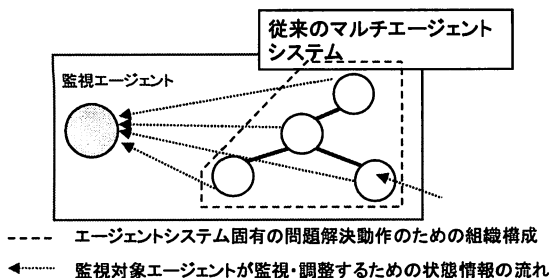 従来のマルチエージェント
システム
監視エージェント
エージェントシステム固有の問題解決動作のための組織構成
監視対象エージェントが監視・調整するための状態情報の流れ